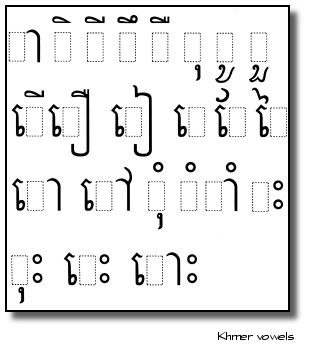 ា ិ ី ឹ ឺ ុ ូ ួ
ើ ឿ ៀ េ ែ ៃ
ោ ៅ ុំ ំ ាំ ះ
ុះ េះ ោះ
Khmer vowels